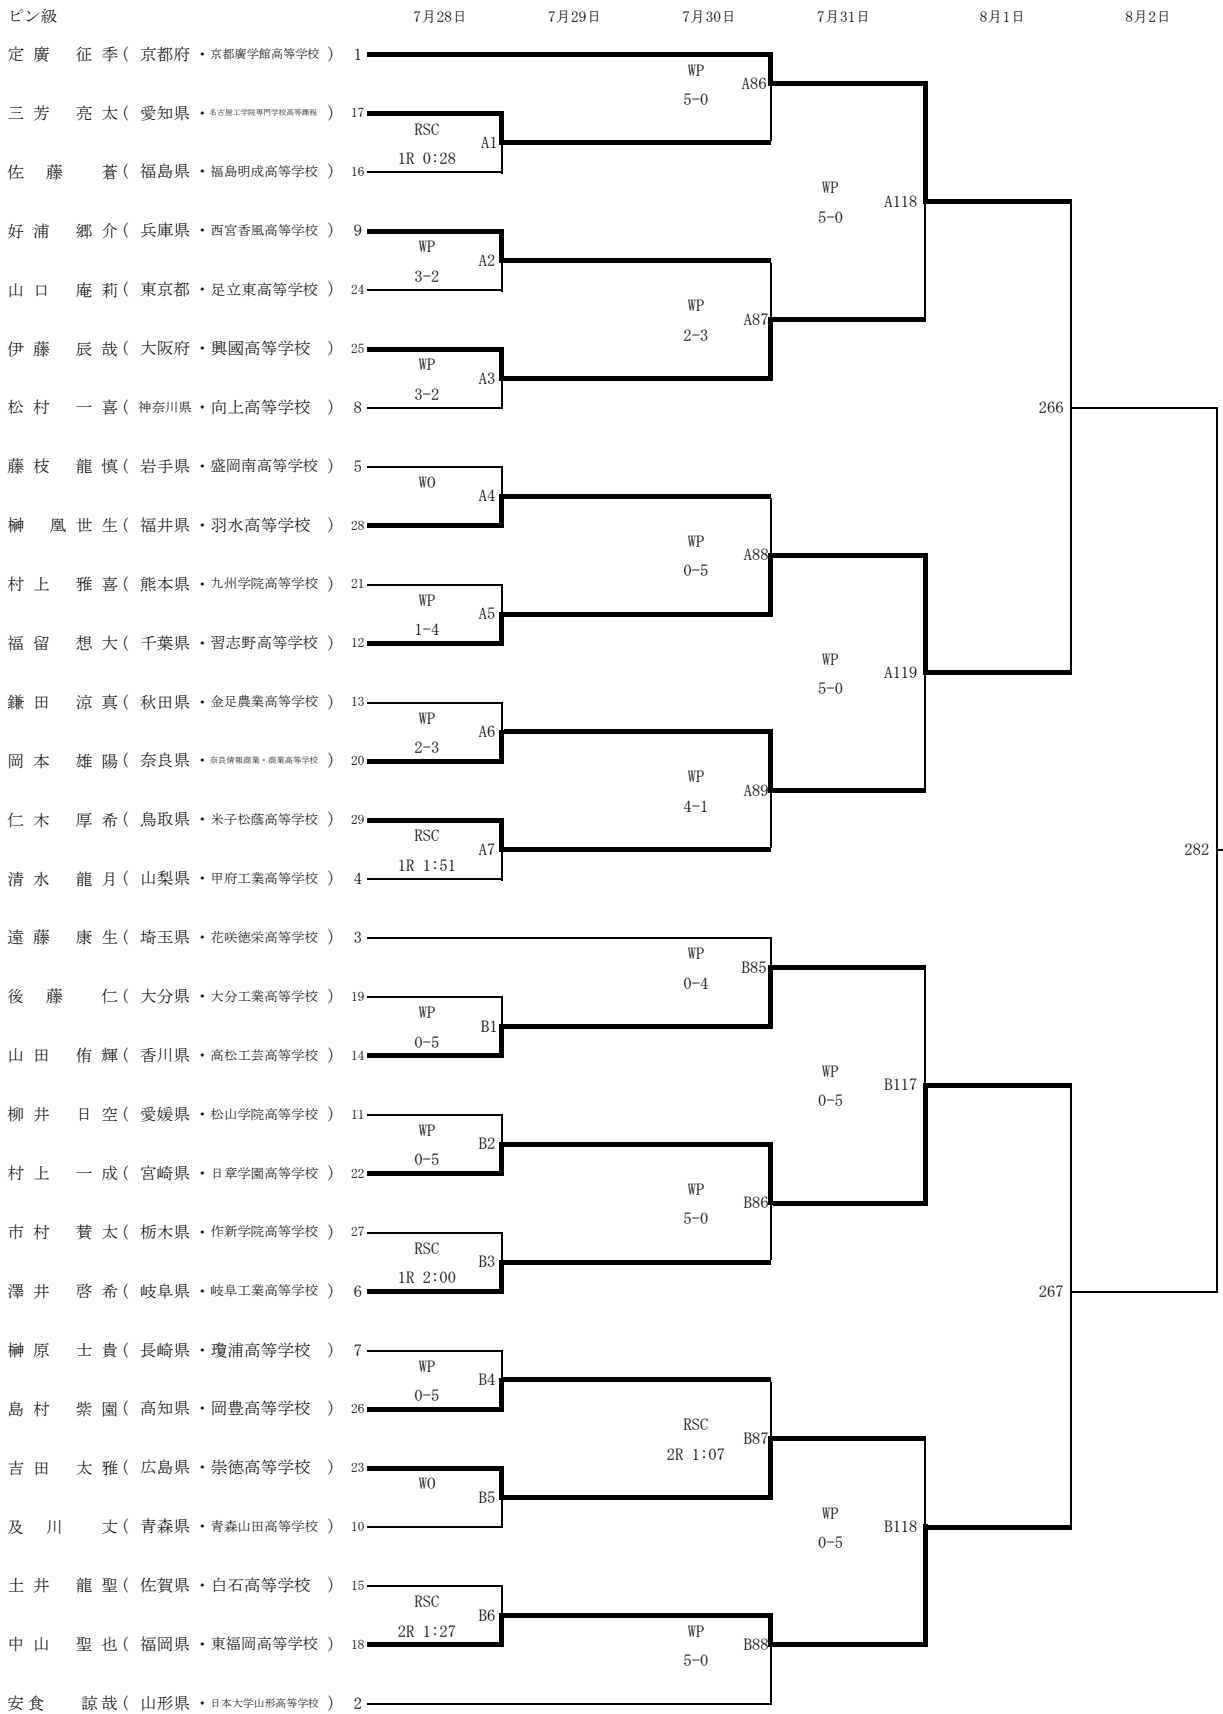 ピン級 7月28日 7月29日 7月30日 7月31日 8月1日 8月2日
定廣 征季( 京都府 ・京都廣学館高等学校 ) 1
WP
A86
5-0
三芳 亮太( 愛知県 ・名古屋工学院専門学校高等課程 ) 17
RSC
A1
1R 0:28
佐藤 蒼( 福島県 ・福島明成高等学校 ) 16
WP
A118
5-0
好浦 郷介( 兵庫県 ・西宮香風高等学校 ) 9
WP
A2
3-2
山口 庵莉( 東京都 ・足立東高等学校 ) 24
WP
A87
2-3
伊藤 辰哉( 大阪府 ・興國高等学校 ) 25
WP
A3
3-2
松村 一喜( 神奈川県 ・向上高等学校 ) 8
266
藤枝 龍慎( 岩手県 ・盛岡南高等学校 ) 5
WO
A4
榊 凰世生( 福井県 ・羽水高等学校 ) 28
WP
A88
0-5
村上 雅喜( 熊本県 ・九州学院高等学校 ) 21
WP
A5
1-4
福留 想大( 千葉県 ・習志野高等学校 ) 12
WP
A119
5-0
鎌田 涼真( 秋田県 ・金足農業高等学校 ) 13
WP
A6
2-3
岡本 雄陽( 奈良県 ・奈良情報商業・商業高等学校 ) 20
WP
A89
4-1
仁木 厚希( 鳥取県 ・米子松蔭高等学校 ) 29
RSC
A7
1R 1:51
282
清水 龍月( 山梨県 ・甲府工業高等学校 ) 4
遠藤 康生( 埼玉県 ・花咲徳栄高等学校 ) 3
WP
B85
0-4
後藤 仁( 大分県 ・大分工業高等学校 ) 19
WP
B1
0-5
山田 侑輝( 香川県 ・高松工芸高等学校 ) 14
WP
B117
0-5
柳井 日空( 愛媛県 ・松山学院高等学校 ) 11
WP
B2
0-5
村上 一成( 宮崎県 ・日章学園高等学校 ) 22
WP
B86
5-0
市村 賛太( 栃木県 ・作新学院高等学校 ) 27
RSC
B3
1R 2:00
澤井 啓希( 岐阜県 ・岐阜工業高等学校 ) 6
267
榊原 士貴( 長崎県 ・瓊浦高等学校 ) 7
WP
B4
0-5
島村 紫園( 高知県 ・岡豊高等学校 ) 26
RSC
B87
2R 1:07
吉田 太雅( 広島県 ・崇徳高等学校 ) 23
WO
B5
及川 丈( 青森県 ・青森山田高等学校 ) 10
WP
B118
0-5
土井 龍聖( 佐賀県 ・白石高等学校 ) 15
RSC
B6
2R 1:27
中山 聖也( 福岡県 ・東福岡高等学校 ) 18
WP
B88
5-0
安食 諒哉( 山形県 ・日本大学山形高等学校 ) 2